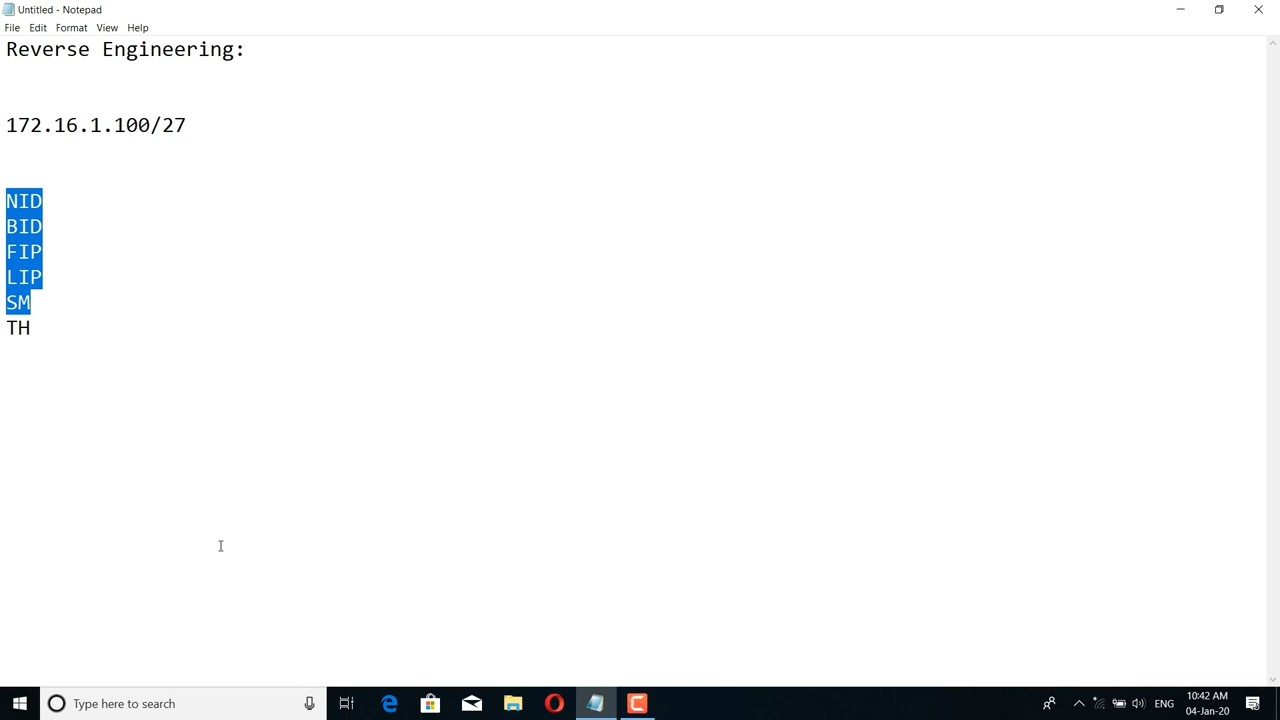 Untitled - Notepad
File Edit Format View Help
Reverse Engineering:
172.16.1.100/27
NID
BID
FIP
LIP
SM
TH
Type here to search
ENG
10:42 AM
04-Jan-20